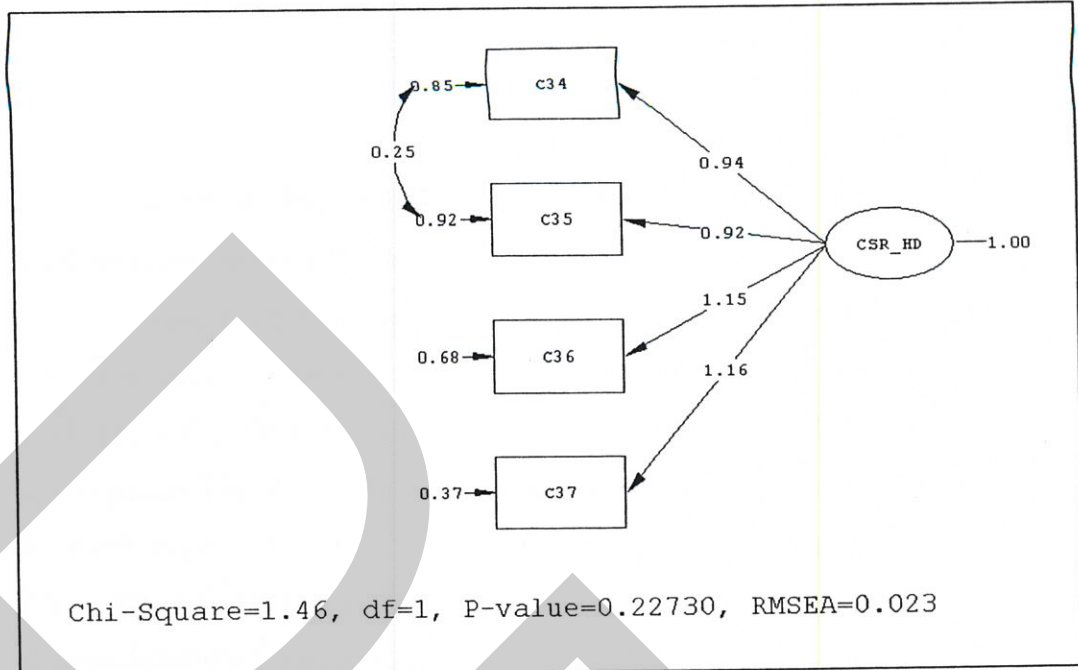 0.85
C34
0.25
0.94
0.92
C35
0.92
CSR_HD
1.00
1.15
0.68
C36
1.16
0.37
C37
Chi-Square=1.46, df=1, P-value=0.22730, RMSEA=0.023